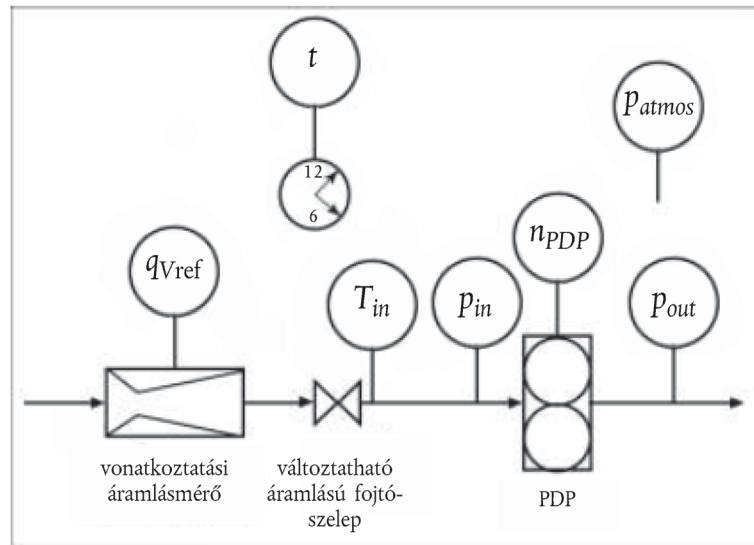 t
p_atmos
12
6
n_PDP
q_Vref
T_in
p_in
p_out
vonatkoztatási
áramlásmérő
változtatható
áramlású fojtó-
szelep
PDP